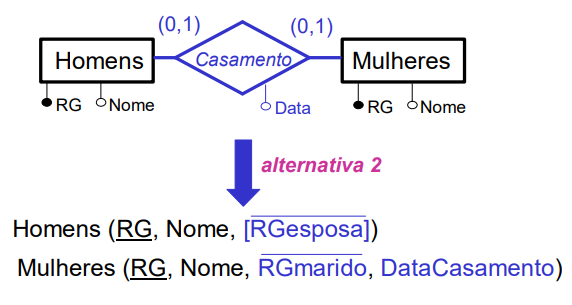 (0,1) (0,1)
Homens Casamento Mulheres
RG Nome Data RG Nome
alternativa 2
Homens (RG, Nome, [RGesposa])
Mulheres (RG, Nome, RGmarido, DataCasamento)